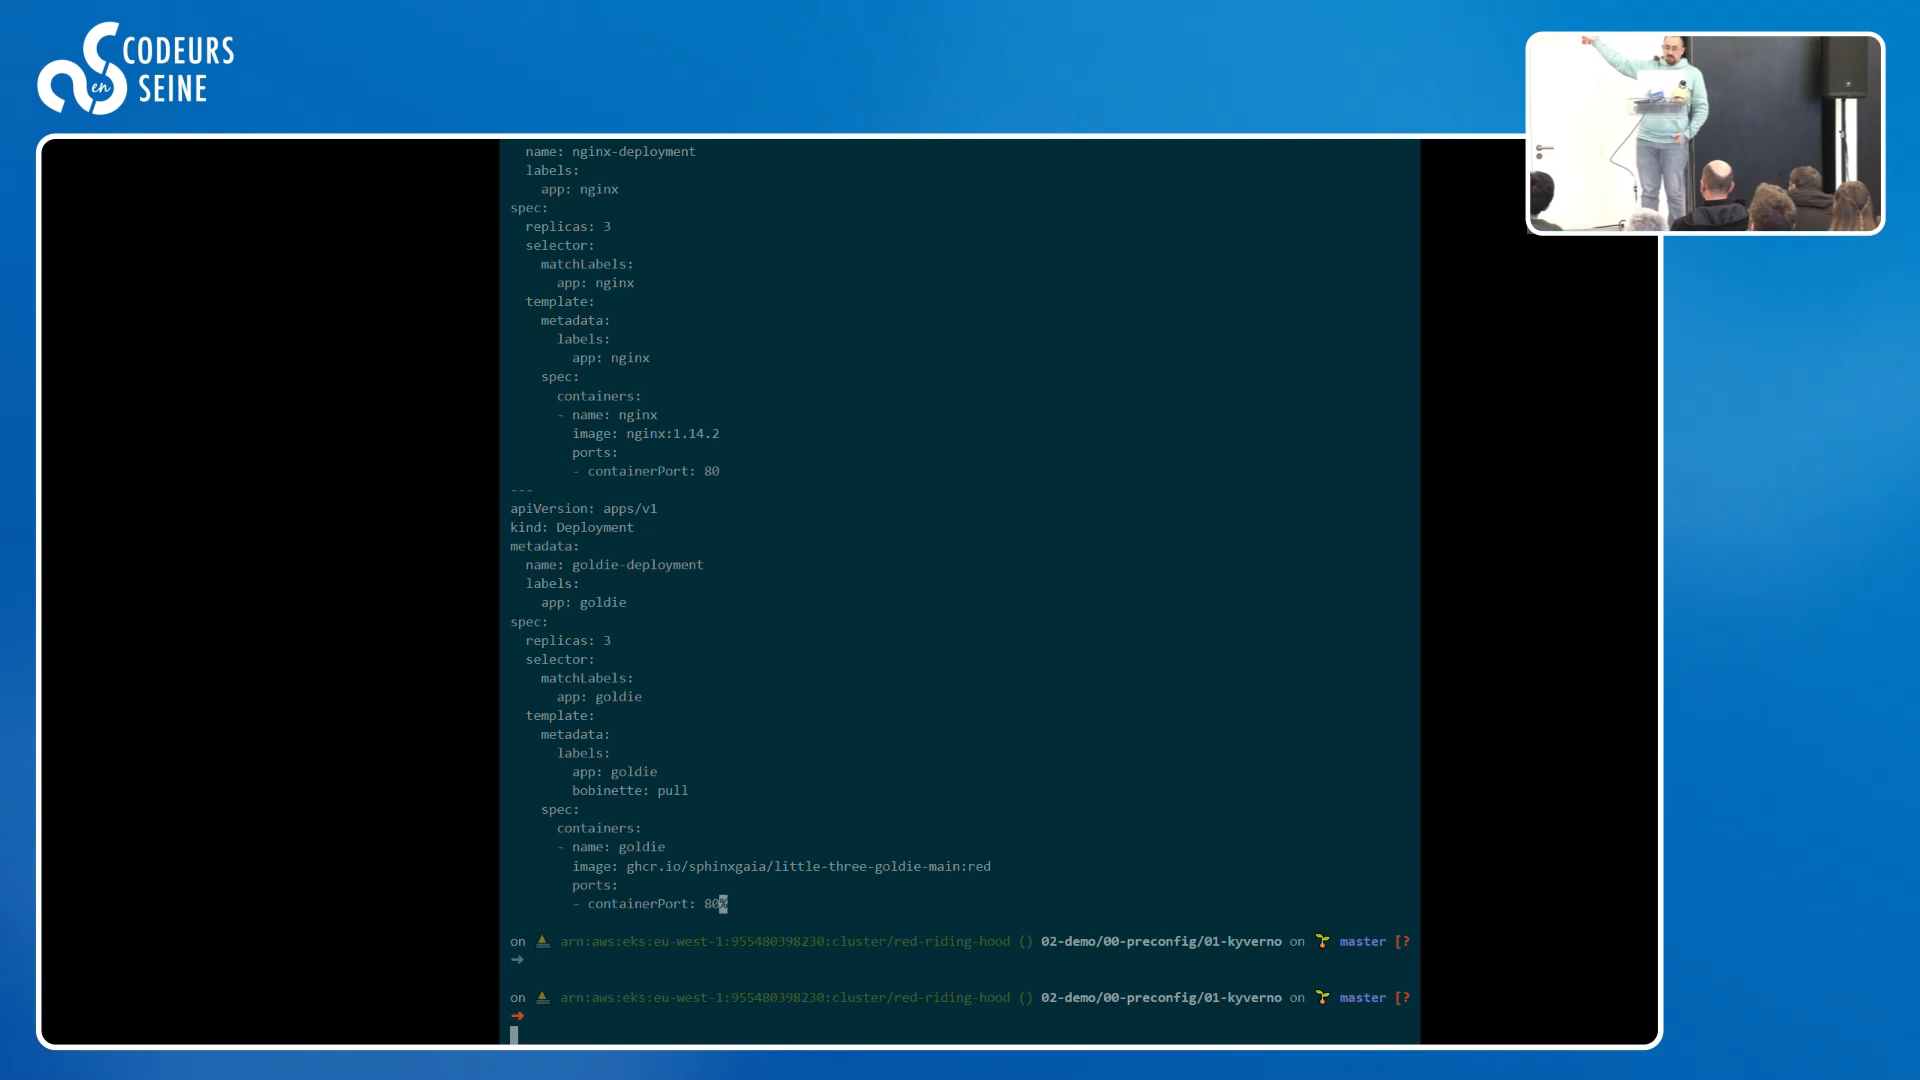 CODEURS
en SEINE
name: nginx-deployment
labels:
app: nginx
spec:
replicas: 3
selector:
matchLabels:
app: nginx
template:
metadata:
labels:
app: nginx
spec:
containers:
- name: nginx
image: nginx:1.14.2
ports:
- containerPort: 80
---
apiVersion: apps/v1
kind: Deployment
metadata:
name: goldie-deployment
labels:
app: goldie
spec:
replicas: 3
selector:
matchLabels:
app: goldie
template:
metadata:
labels:
app: goldie
bobinette: pull
spec:
containers:
- name: goldie
image: ghcr.io/sphinxgaia/little-three-goldie-main:red
ports:
- containerPort: 80%
on arn:aws:eks:eu-west-1:955480398230:cluster/red-riding-hood () 02-demo/00-preconfig/01-kyverno on master [?
➜
on arn:aws:eks:eu-west-1:955480398230:cluster/red-riding-hood () 02-demo/00-preconfig/01-kyverno on master [?
➜